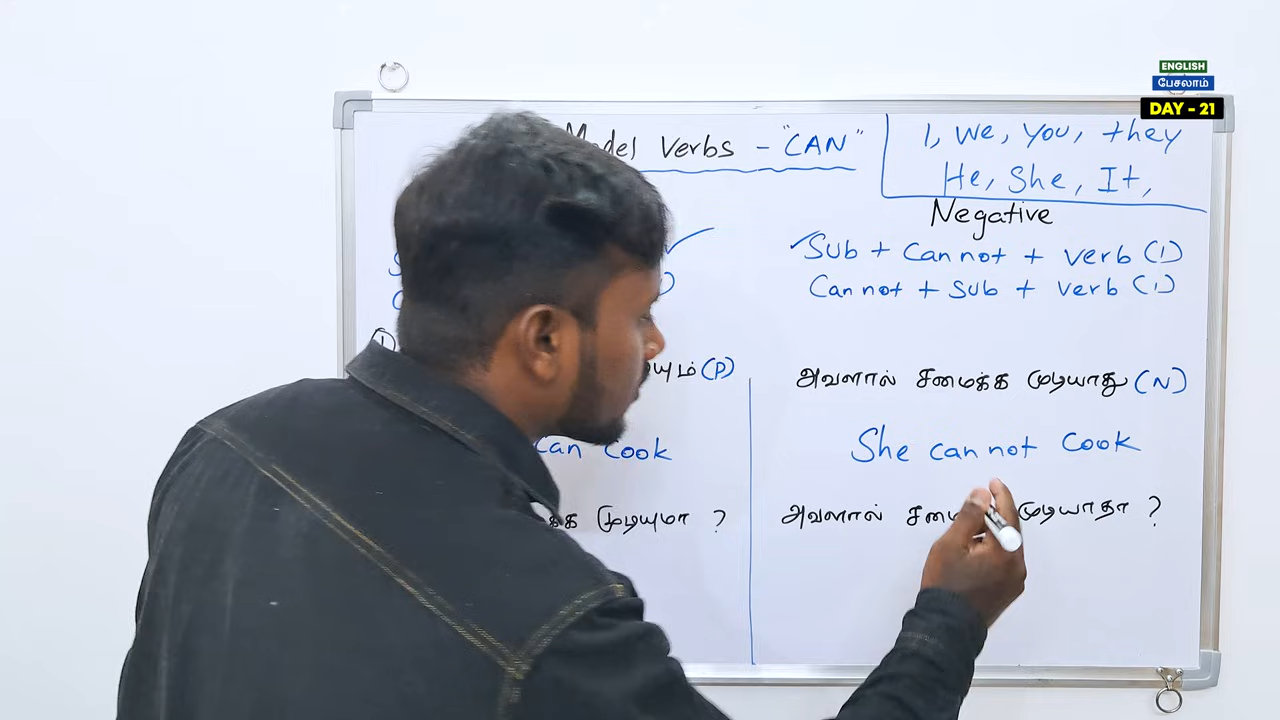 ENGLISH
பேசலாம்
DAY - 21
Model Verbs - "CAN"
I, We, You, they
He, She, It,
Negative
Sub + Cannot + verb (1)
Cannot + Sub + Verb (1)
(P)
அவளால் சமைக்க முடியாது (N)
Can Cook
She cannot Cook
முடியுமா ?
அவளால் முடியாதா ?